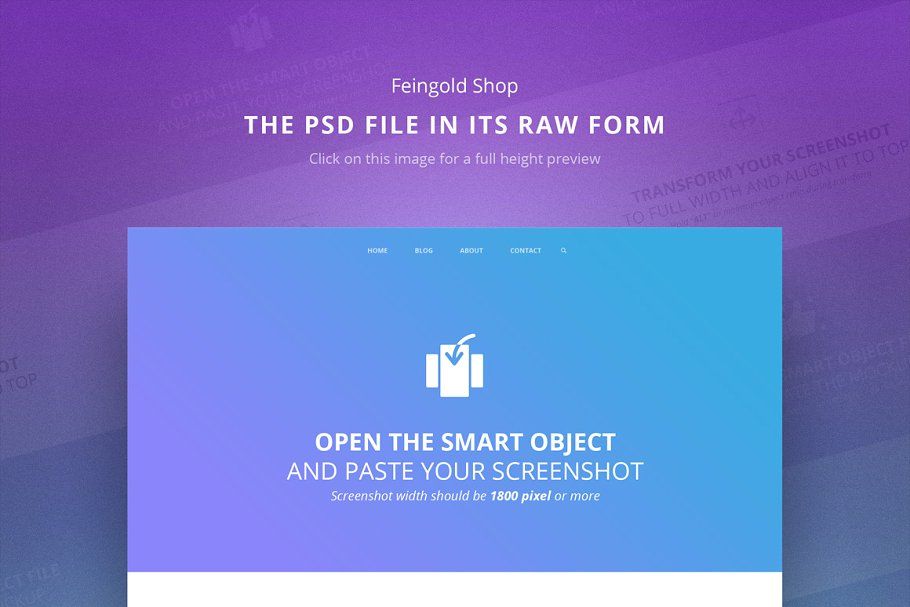 Feingold Shop
THE PSD FILE IN ITS RAW FORM
Click on this image for a full height preview
OPEN THE SMART OBJECT
AND PASTE YOUR SCREENSHOT
TRANSFORM YOUR SCREENSHOT
TO FULL WIDTH AND ALIGN IT TO TOP
HOME BLOG ABOUT CONTACT
OPEN THE SMART OBJECT
AND PASTE YOUR SCREENSHOT
Screenshot width should be 1800 pixel or more
TOP